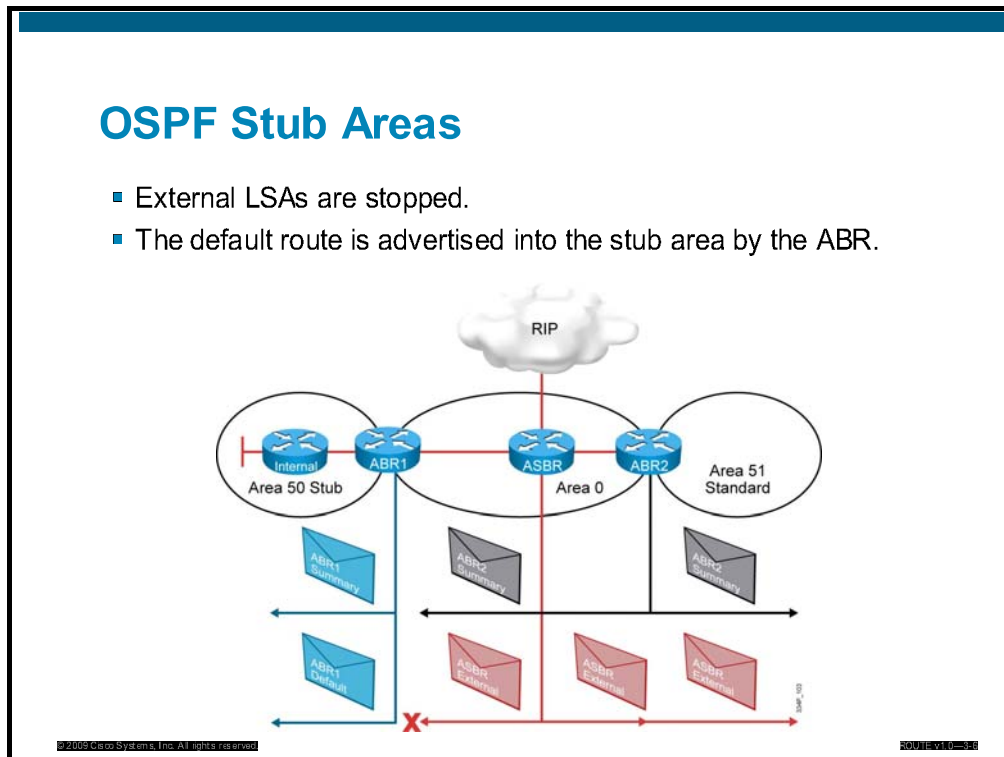 OSPF Stub Areas
External LSAs are stopped.
The default route is advertised into the stub area by the ABR.
RIP
Internal
ABR1
ASBR
ABR2
Area 50 Stub
Area 0
Area 51
Standard
ABR1
Summary
ABR2
Summary
ABR2
Summary
ABR1
Default
ASBR
External
ASBR
External
ASBR
External
X
334P_103
© 2009 Cisco Systems, Inc. All rights reserved.
ROUTE v1.0—3-6